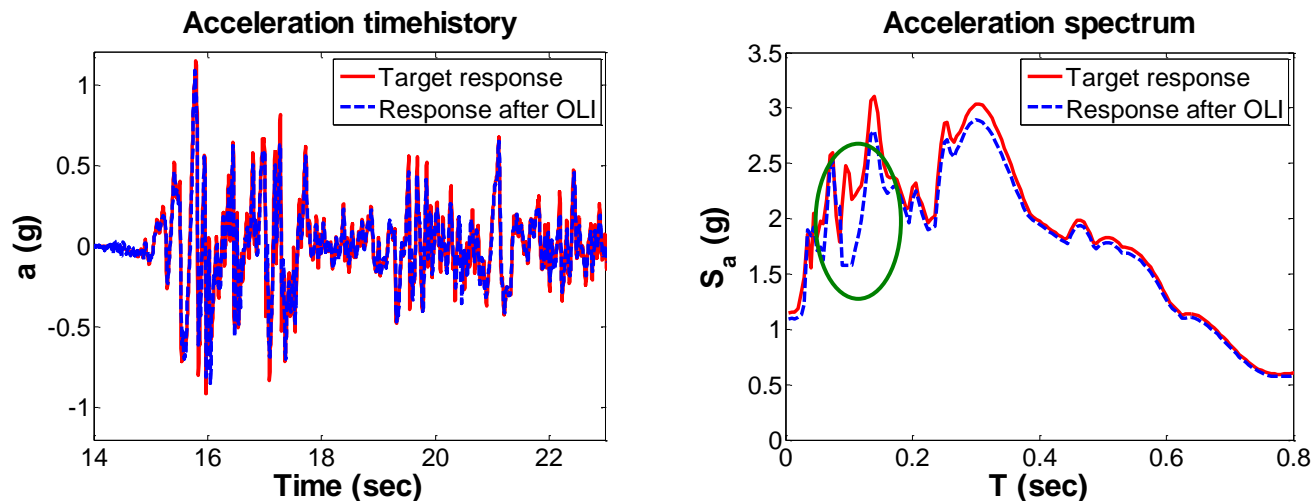 Acceleration timehistory
Target response
Response after OLI
1
0.5
0
-0.5
-1
a (g)
14
16
18
20
22
Time (sec)
Acceleration spectrum
Target response
Response after OLI
3.5
3
2.5
2
1.5
1
0.5
0
S_a (g)
0
0.2
0.4
0.6
0.8
T (sec)